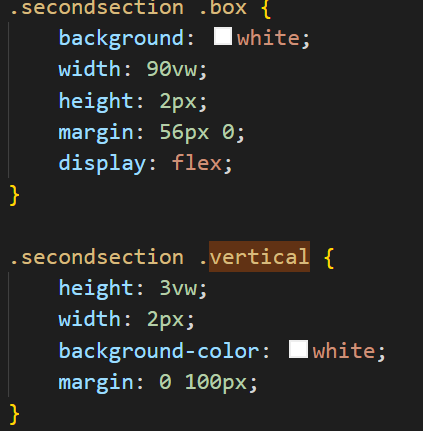 .secondsection .box {
background: white;
width: 90vw;
height: 2px;
margin: 56px 0;
display: flex;
}
.secondsection .vertical {
height: 3vw;
width: 2px;
background-color: white;
margin: 0 100px;
}